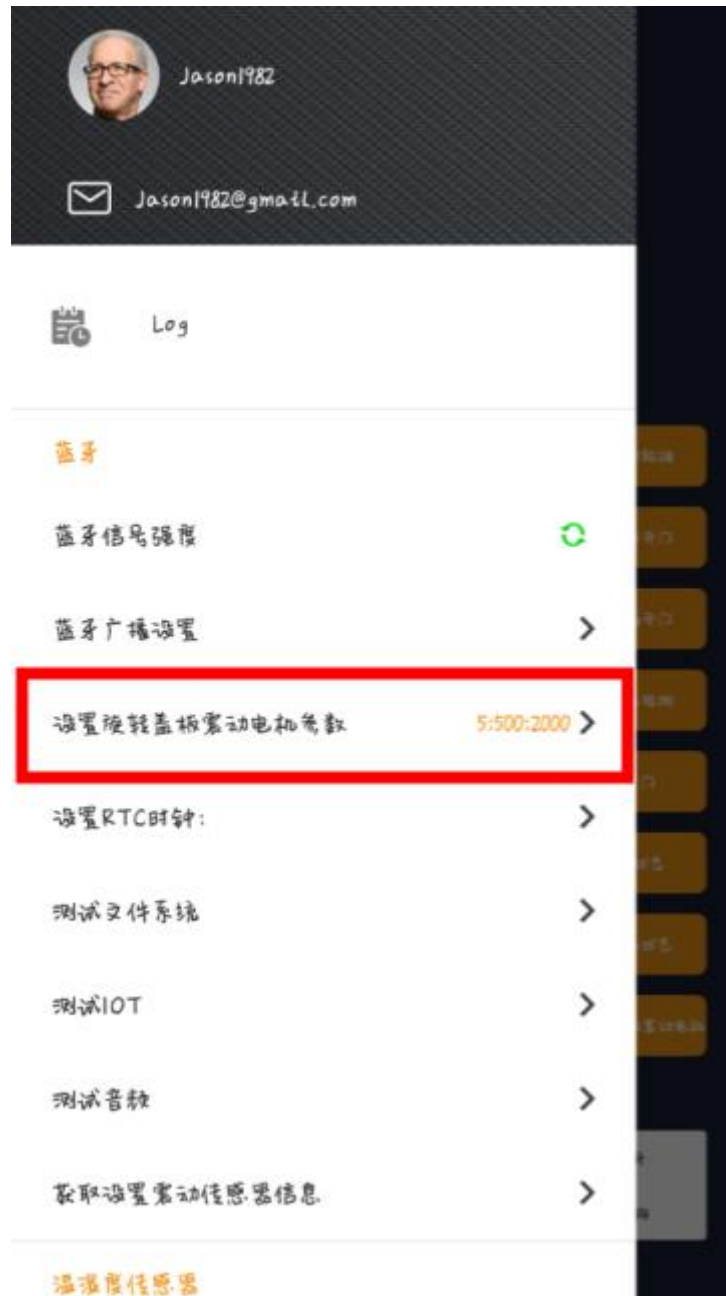 Jason1982
Jason1982@gmail.com
Log
蓝牙
蓝牙信号强度
蓝牙广播设置
设置旋转盖板震动电机参数 5:500:2000
设置RTC时钟:
测试文件系统
测试IOT
测试音频
获取设置震动传感器信息
温湿度传感器